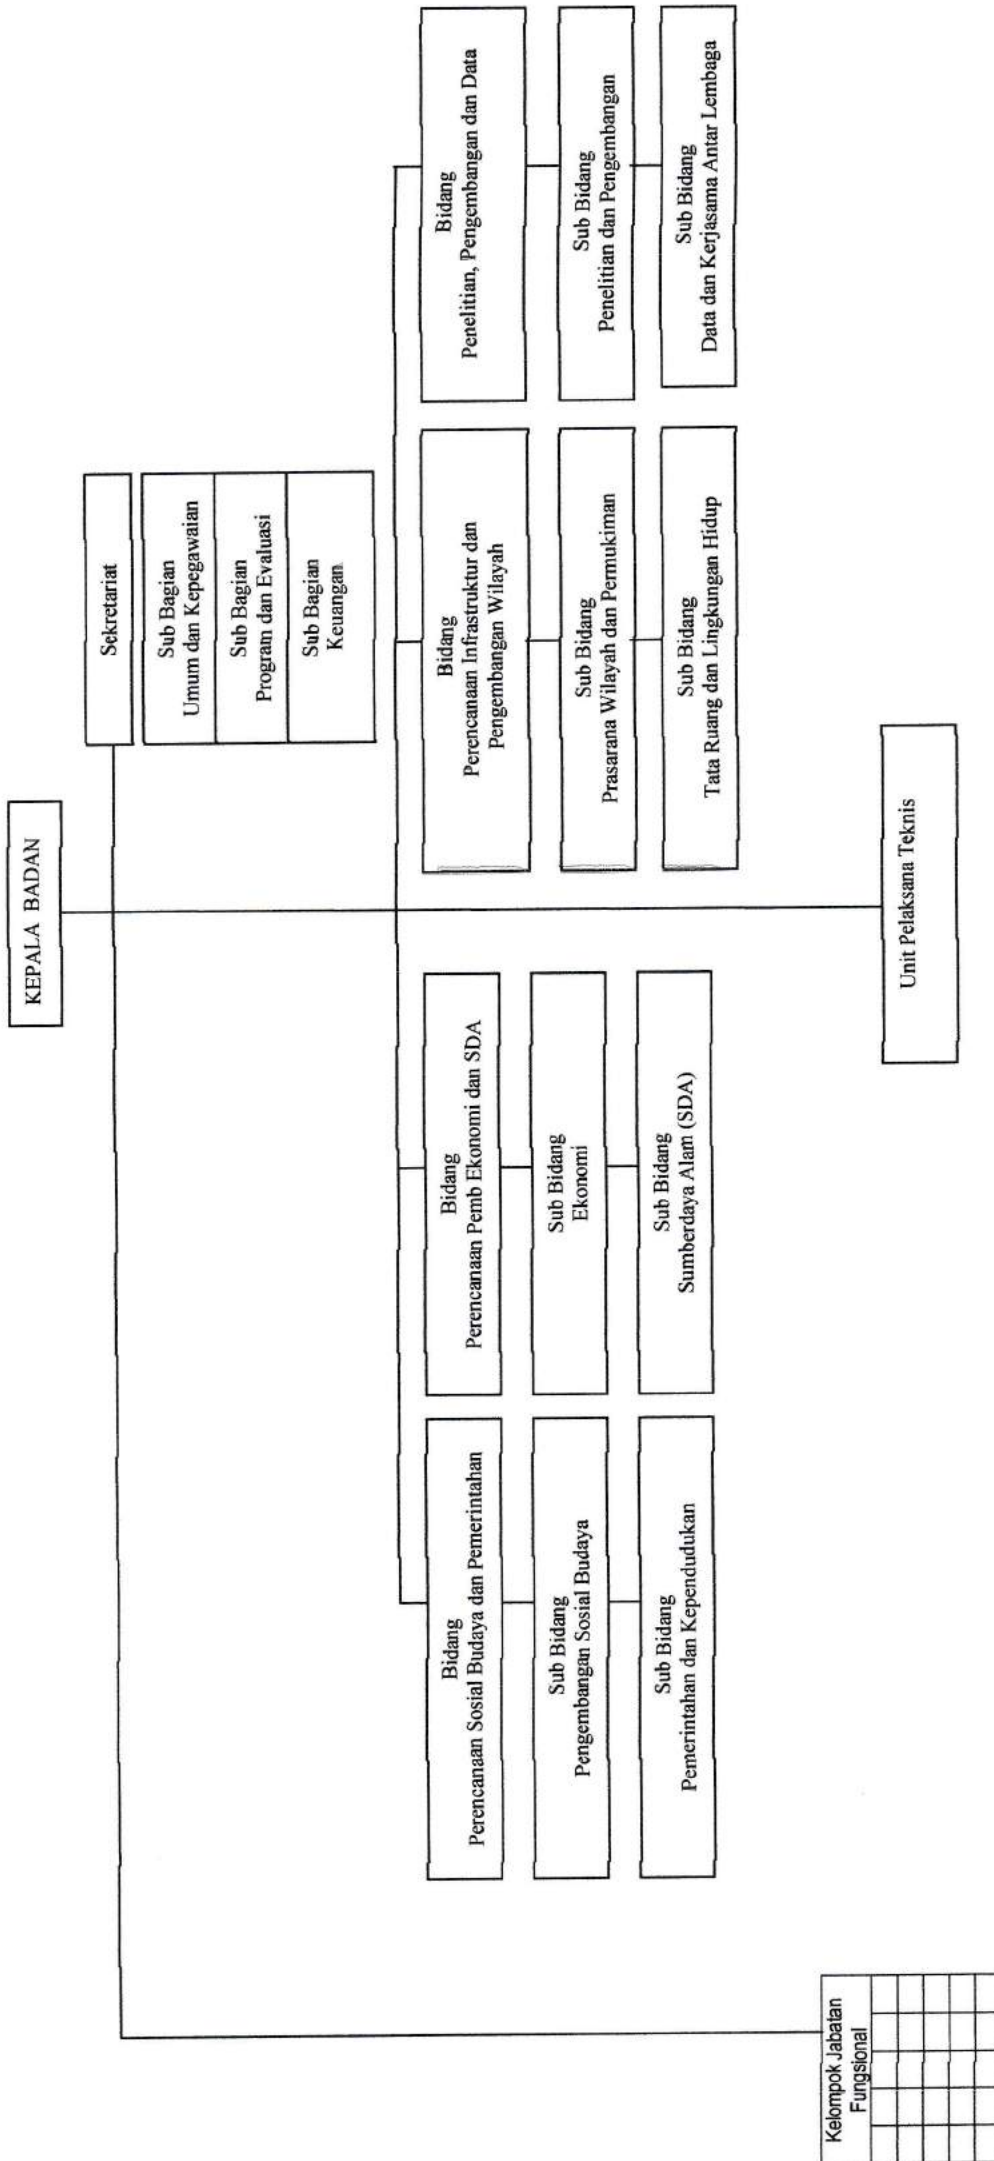 KEPALA BADAN
Sekretariat
Sub Bagian
Umum dan Kepegawaian
Sub Bagian
Program dan Evaluasi
Sub Bagian
Keuangan
Bidang
Perencanaan Sosial Budaya dan Pemerintahan
Sub Bidang
Pengembangan Sosial Budaya
Sub Bidang
Pemerintahan dan Kependudukan
Bidang
Perencanaan Pemb Ekonomi dan SDA
Sub Bidang
Ekonomi
Sub Bidang
Sumberdaya Alam (SDA)
Bidang
Perencanaan Infrastruktur dan
Pengembangan Wilayah
Sub Bidang
Prasarana Wilayah dan Permukiman
Sub Bidang
Tata Ruang dan Lingkungan Hidup
Bidang
Penelitian, Pengembangan dan Data
Sub Bidang
Penelitian dan Pengembangan
Sub Bidang
Data dan Kerjasama Antar Lembaga
Kelompok Jabatan
Fungsional
Unit Pelaksana Teknis